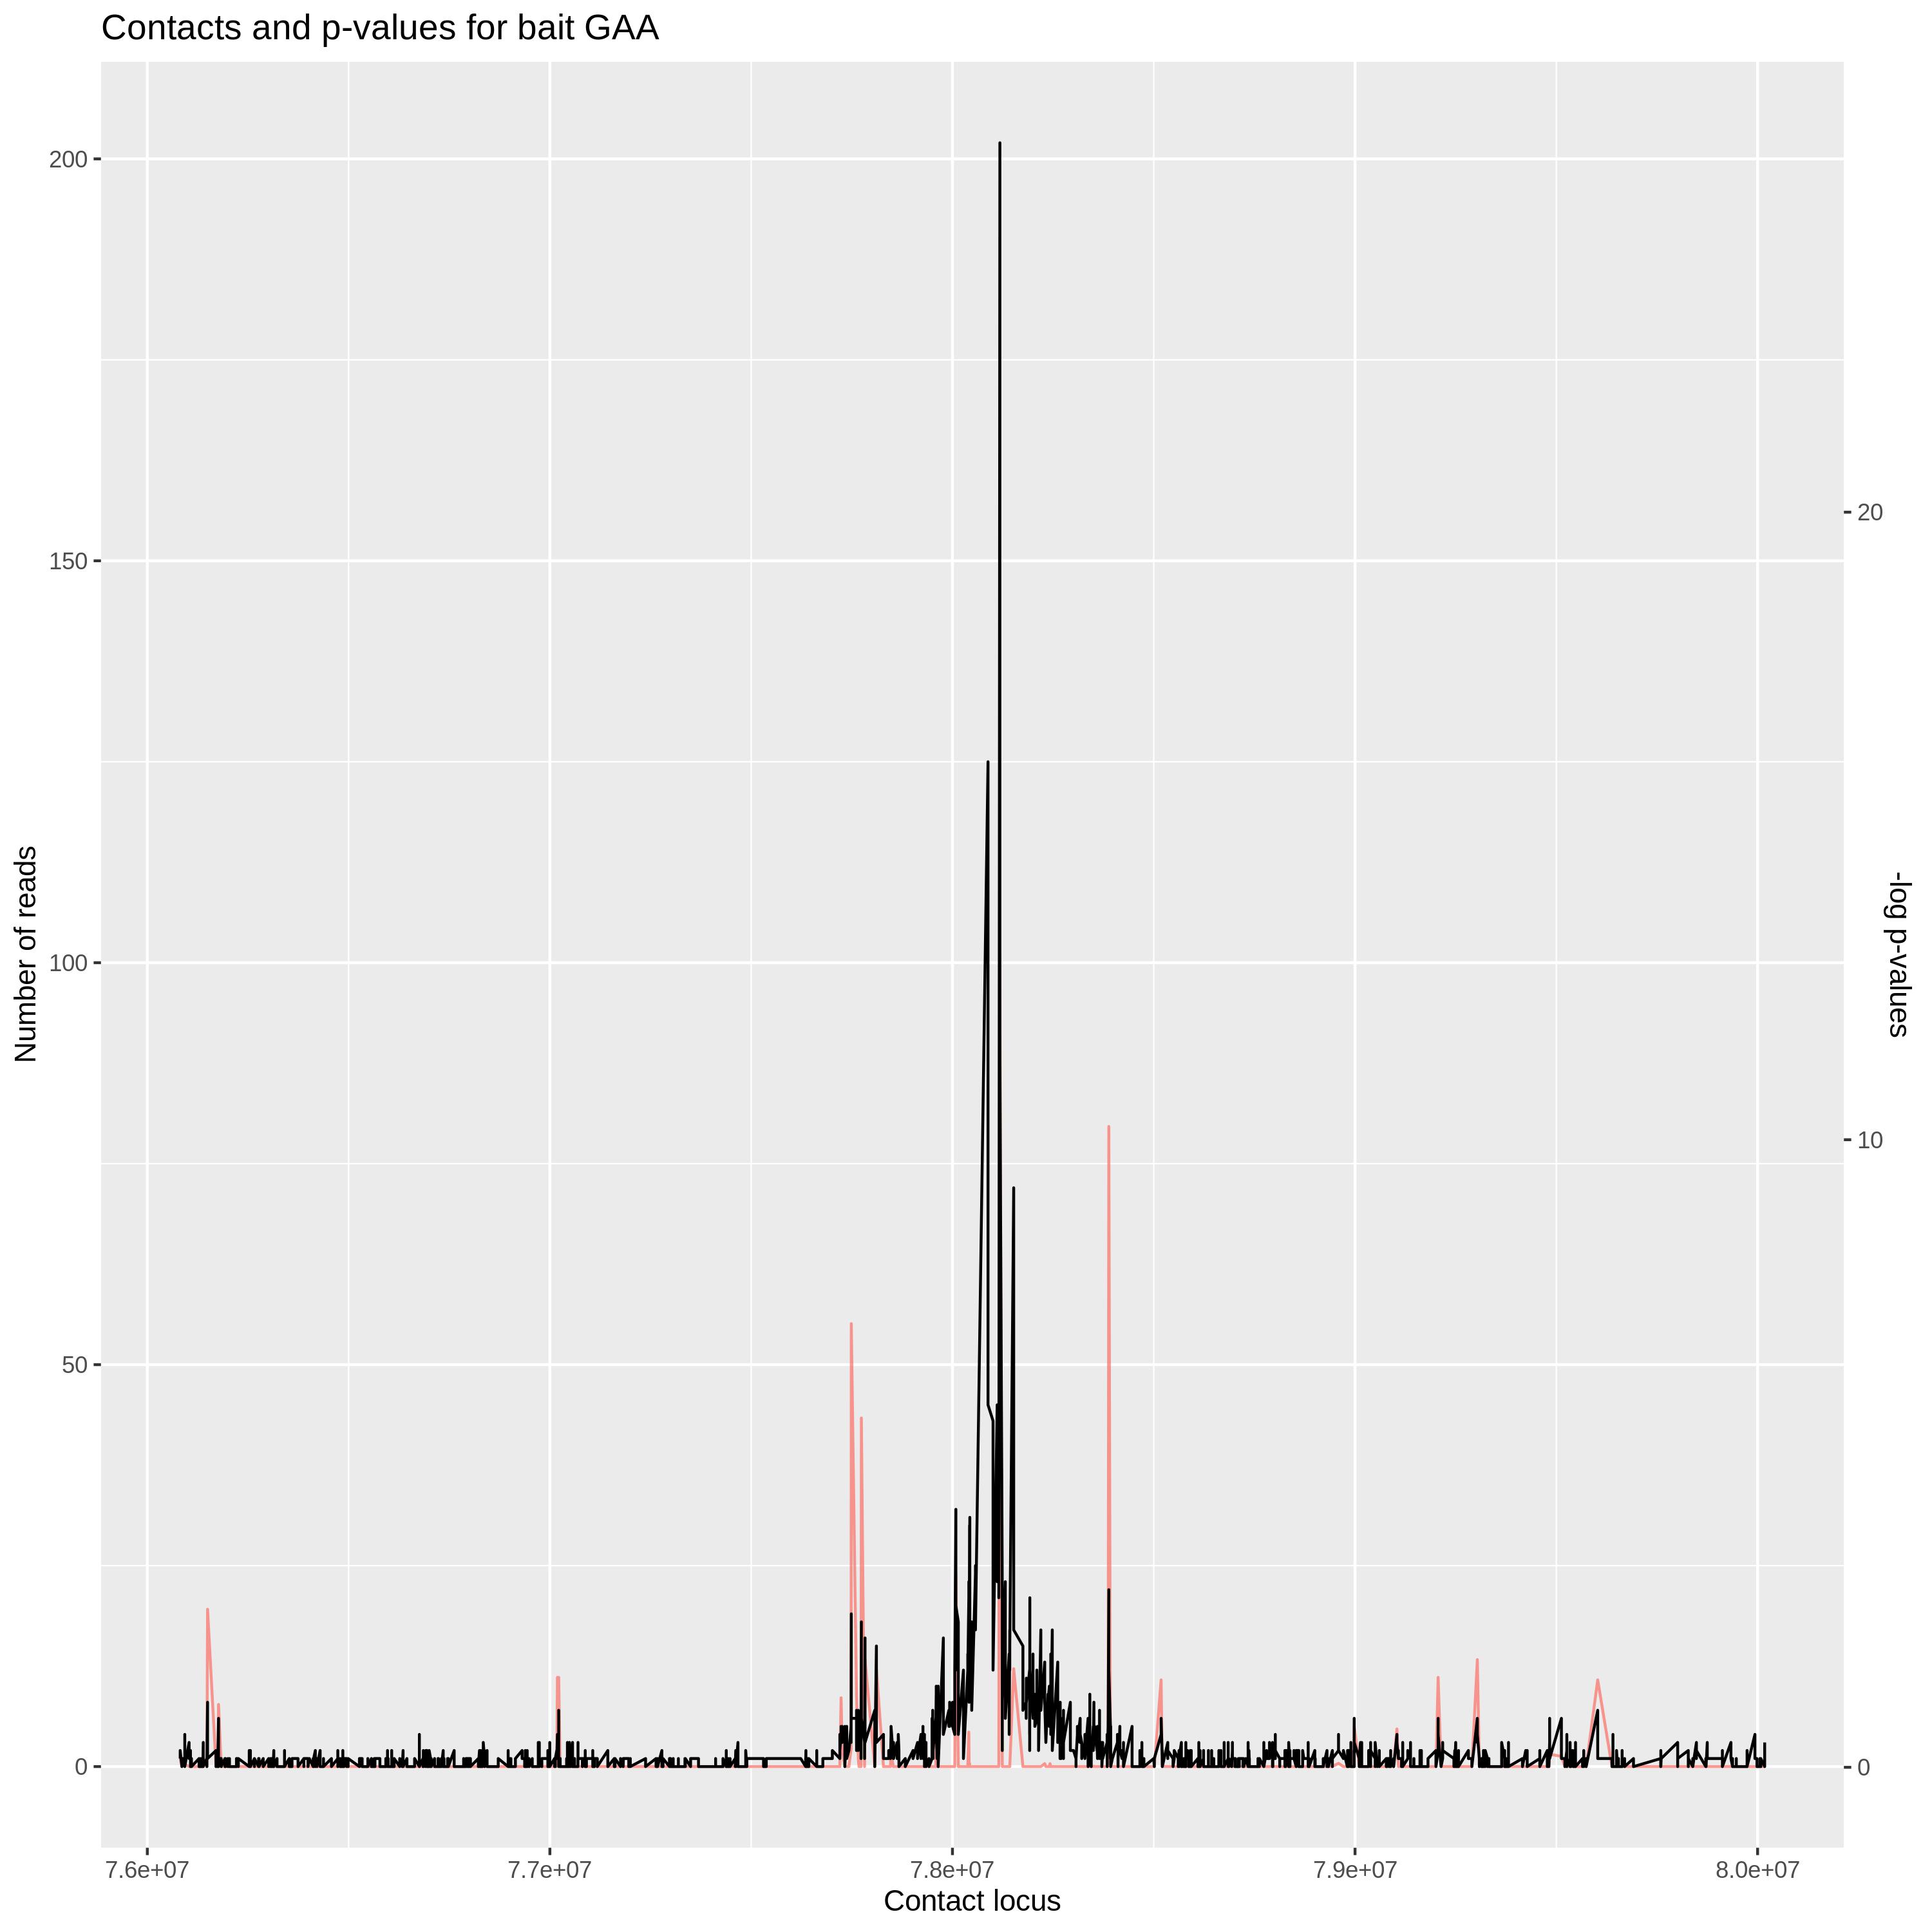 Contacts and p-values for bait GAA
200
150
100
50
0
Number of reads
20
10
0
-log p-values
7.6e+07
7.7e+07
7.8e+07
7.9e+07
8.0e+07
Contact locus